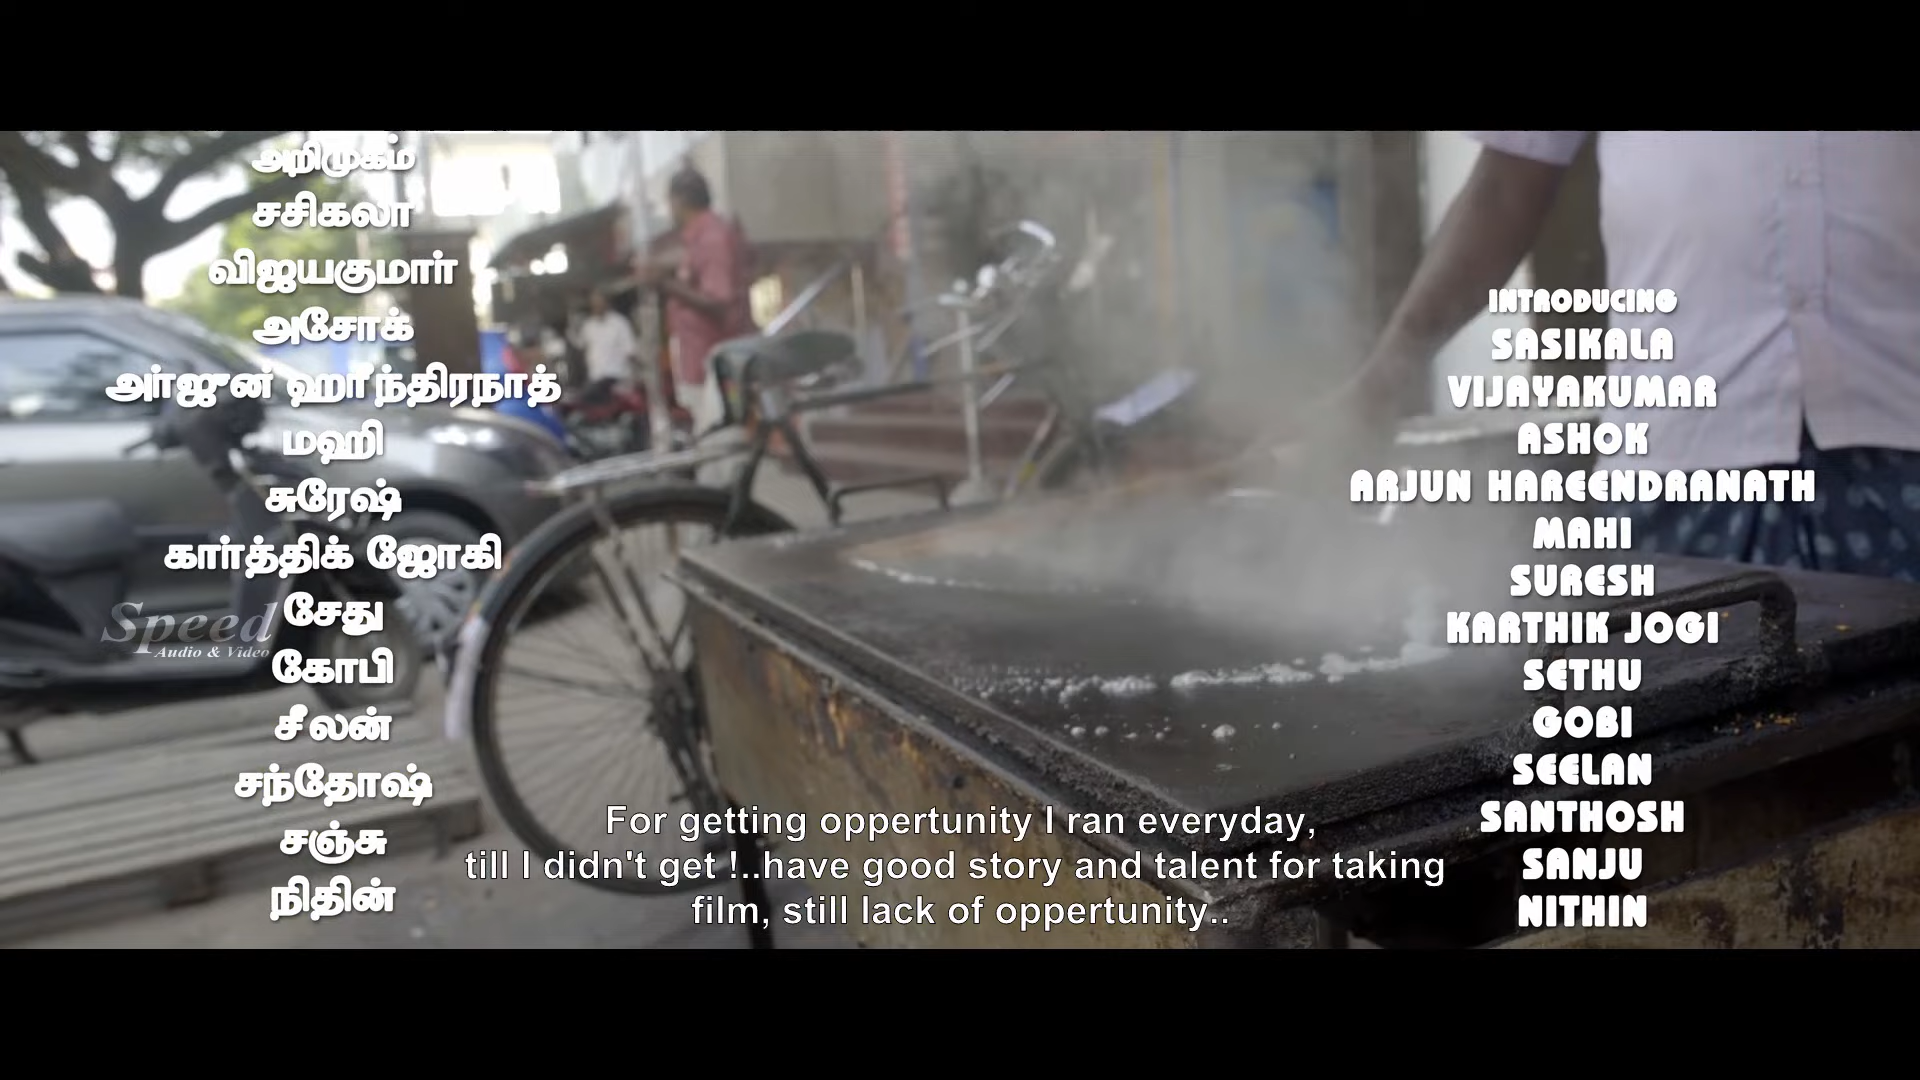 அறிமுகம்
சசிகலா
விஜயகுமார்
அசோக்
அர்ஜுன் ஹரீந்திரநாத்
மஹி
சுரேஷ்
கார்த்திக் ஜோகி
சேது
கோபி
சீலன்
சந்தோஷ்
சஞ்சு
நிதின்
Speed
Audio & Video
INTRODUCING
SASIKALA
VIJAYAKUMAR
ASHOK
ARJUN HAREENDRANATH
MAHI
SURESH
KARTHIK JOGI
SETHU
GOBI
SEELAN
SANTHOSH
SANJU
NITHIN
For getting oppertunity I ran everyday,
till I didn't get !..have good story and talent for taking
film, still lack of oppertunity..